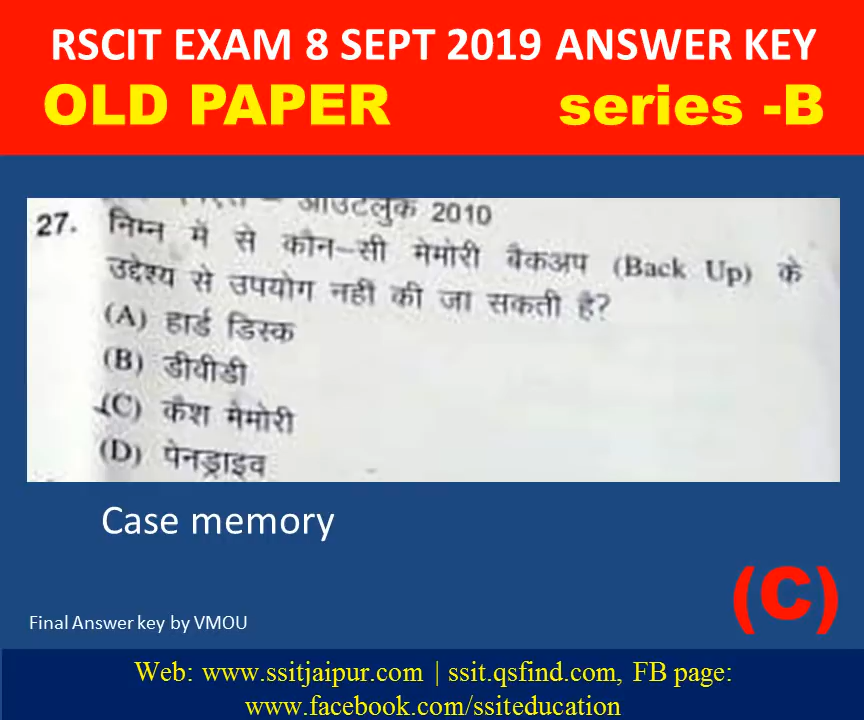 RSCIT EXAM 8 SEPT 2019 ANSWER KEY
OLD PAPER series -B
आउटलुक 2010
27. निम्न में से कौन-सी मेमोरी बैकअप (Back Up) के
उद्देश्य से उपयोग नहीं की जा सकती है?
(A) हार्ड डिस्क
(B) डीवीडी
(C) कैश मैमोरी
(D) पेनड्राइव
Case memory
(C)
Final Answer key by VMOU
Web: www.ssitjaipur.com | ssit.qsfind.com, FB page:
www.facebook.com/ssiteducation